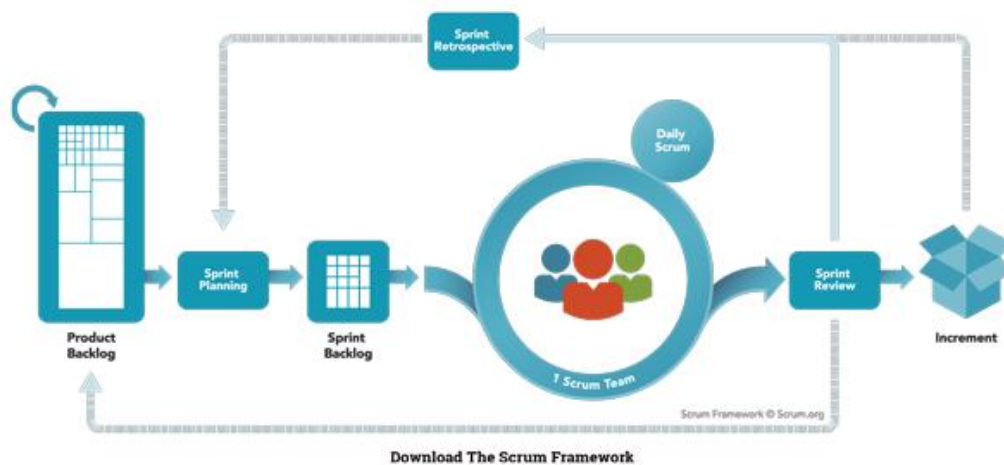 Sprint
Retrospective
Daily
Scrum
Sprint
Planning
Sprint
Review
Product
Backlog
Sprint
Backlog
1 Scrum Team
Increment
Scrum Framework © Scrum.org
Download The Scrum Framework